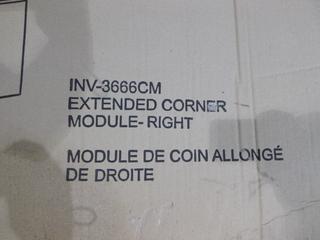 INV-3666CM
EXTENDED CORNER
MODULE- RIGHT
MODULE DE COIN ALLONGÉ
DE DROITE